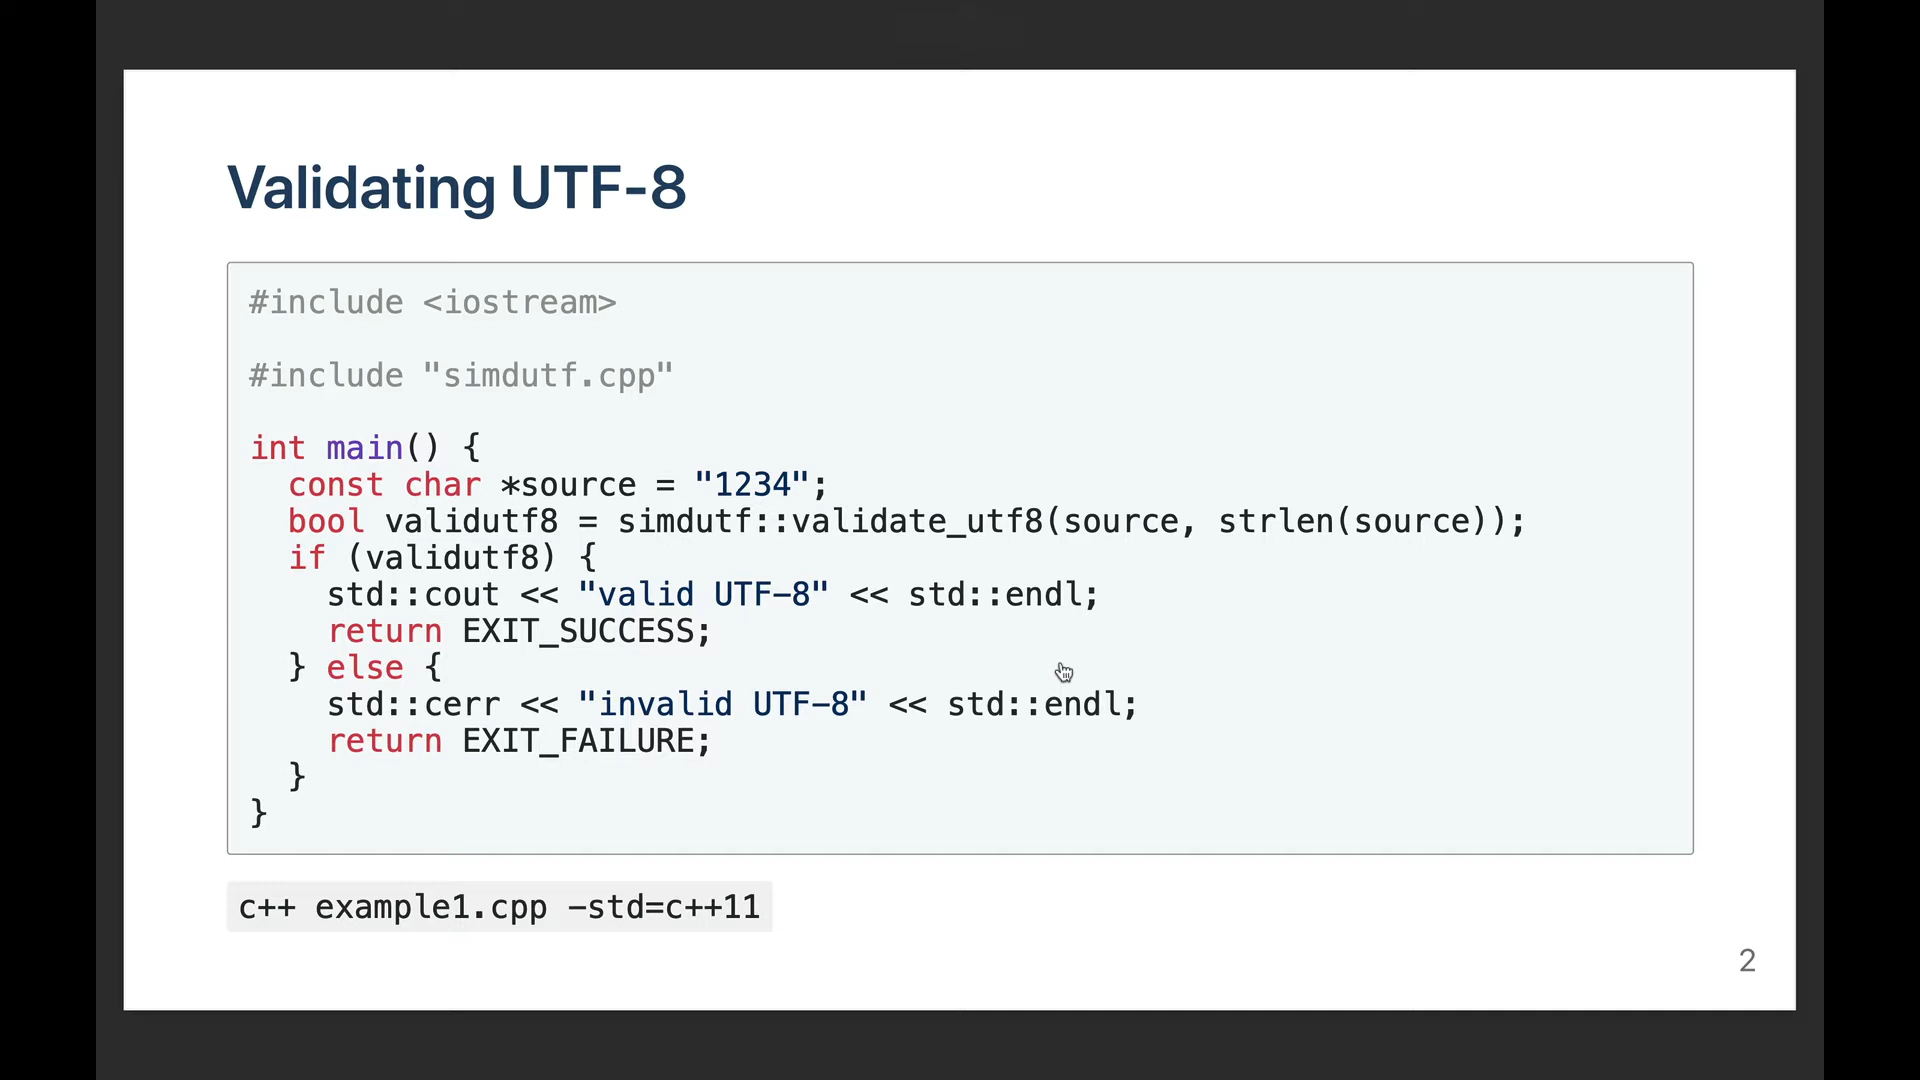 Validating UTF-8
#include <iostream>
#include "simdutf.cpp"
int main() {
  const char *source = "1234";
  bool validutf8 = simdutf::validate_utf8(source, strlen(source));
  if (validutf8) {
    std::cout << "valid UTF-8" << std::endl;
    return EXIT_SUCCESS;
  } else {
    std::cerr << "invalid UTF-8" << std::endl;
    return EXIT_FAILURE;
  }
}
c++ example1.cpp -std=c++11
2